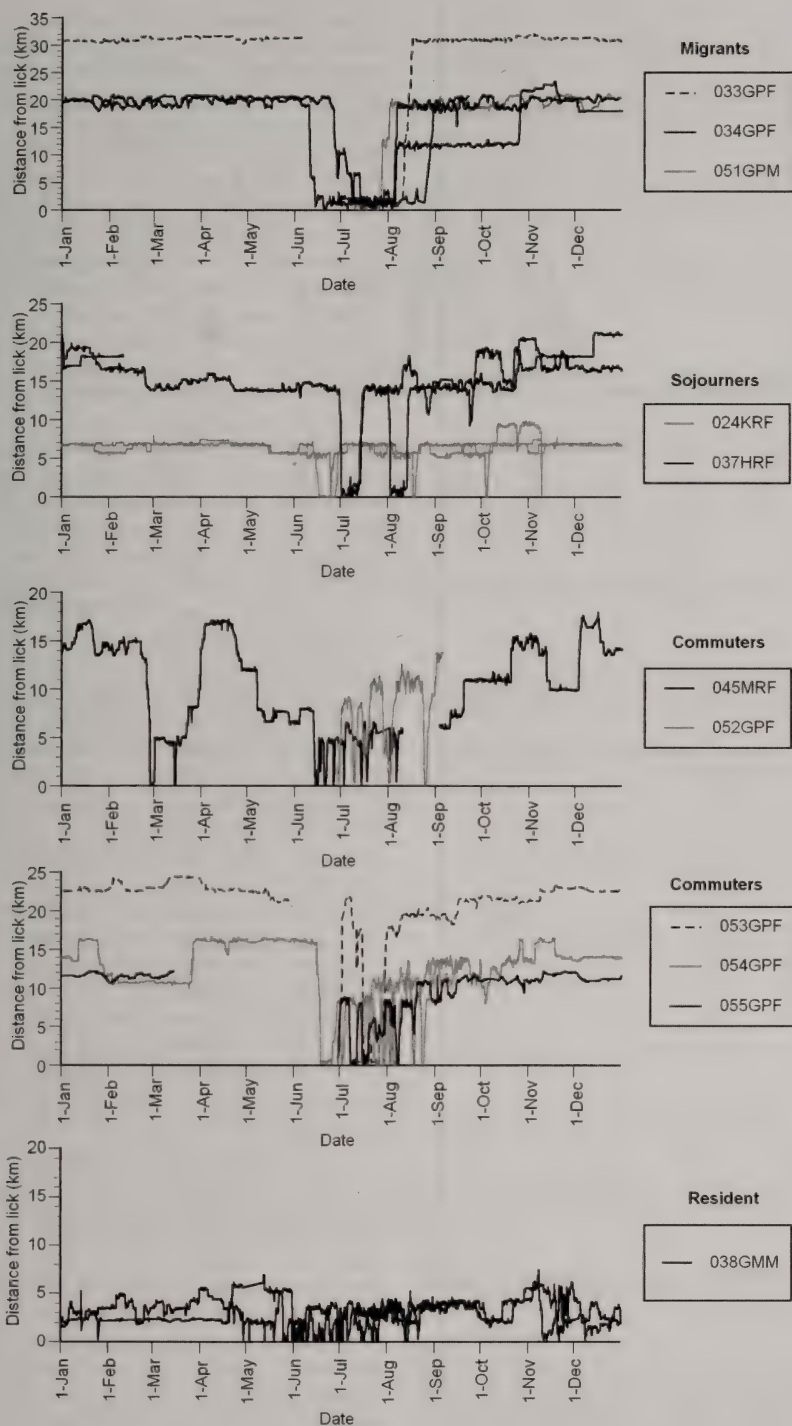 Distance from lick (km)
35
30
25
20
15
10
5
0
1-Jan
1-Feb
1-Mar
1-Apr
1-May
1-Jun
1-Jul
1-Aug
1-Sep
1-Oct
1-Nov
1-Dec
Date
Migrants
033GPF
034GPF
051GPM
Distance from lick (km)
25
20
15
10
5
0
1-Jan
1-Feb
1-Mar
1-Apr
1-May
1-Jun
1-Jul
1-Aug
1-Sep
1-Oct
1-Nov
1-Dec
Date
Sojourners
024KRF
037HRF
Distance from lick (km)
20
15
10
5
0
1-Jan
1-Feb
1-Mar
1-Apr
1-May
1-Jun
1-Jul
1-Aug
1-Sep
1-Oct
1-Nov
1-Dec
Date
Commuters
045MRF
052GPF
Distance from lick (km)
25
20
15
10
5
0
1-Jan
1-Feb
1-Mar
1-Apr
1-May
1-Jun
1-Jul
1-Aug
1-Sep
1-Oct
1-Nov
1-Dec
Date
Commuters
053GPF
054GPF
055GPF
Distance from lick (km)
20
15
10
5
0
1-Jan
1-Feb
1-Mar
1-Apr
1-May
1-Jun
1-Jul
1-Aug
1-Sep
1-Oct
1-Nov
1-Dec
Date
Resident
038GMM